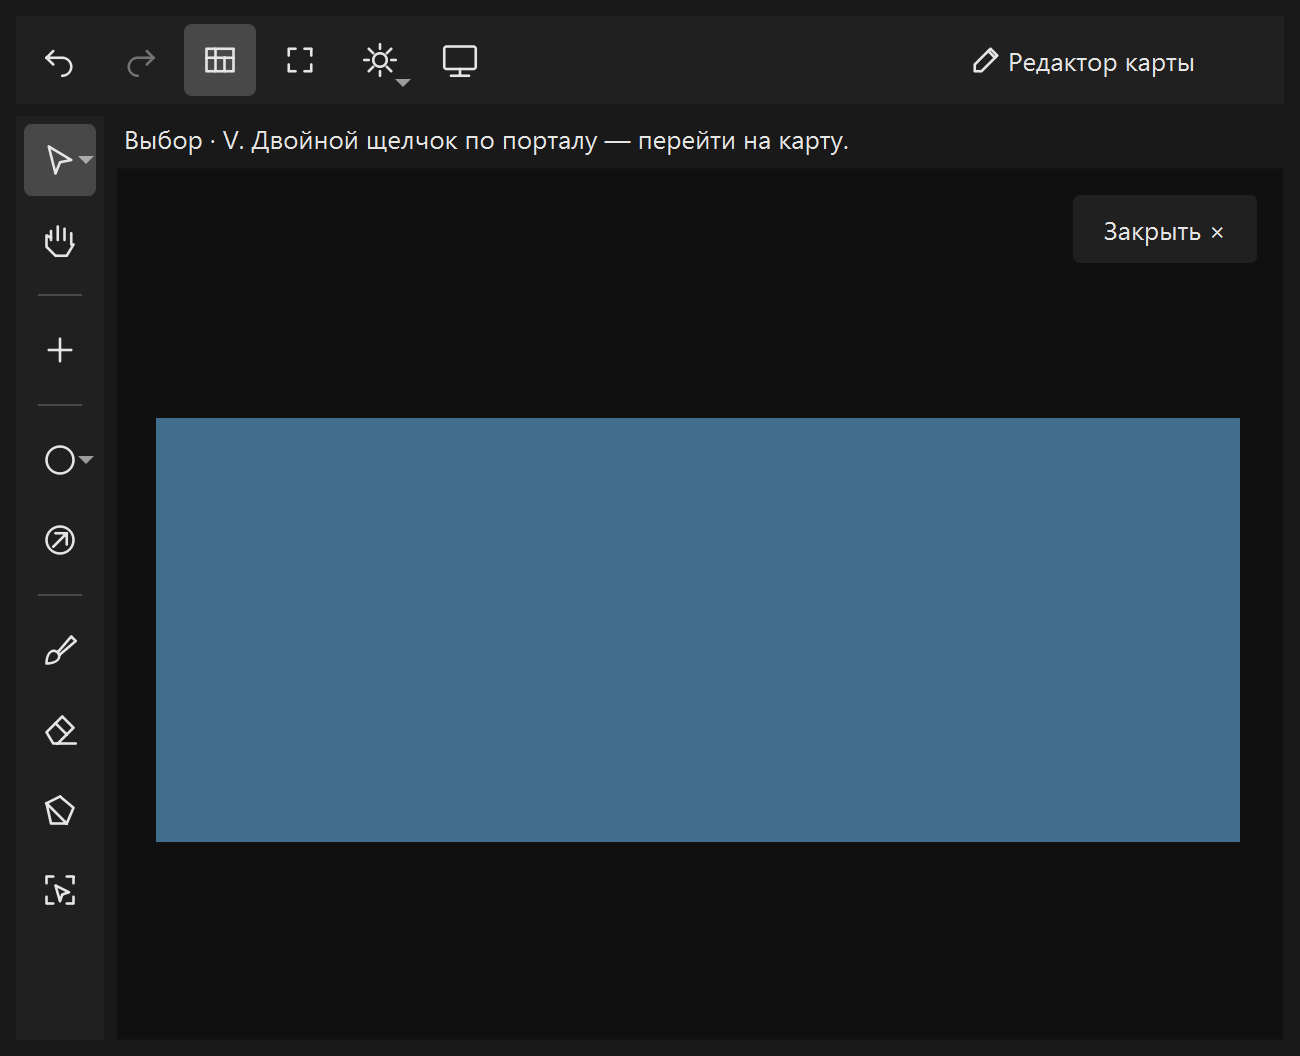 Редактор карты
Выбор · V. Двойной щелчок по порталу — перейти на карту.
Закрыть ×